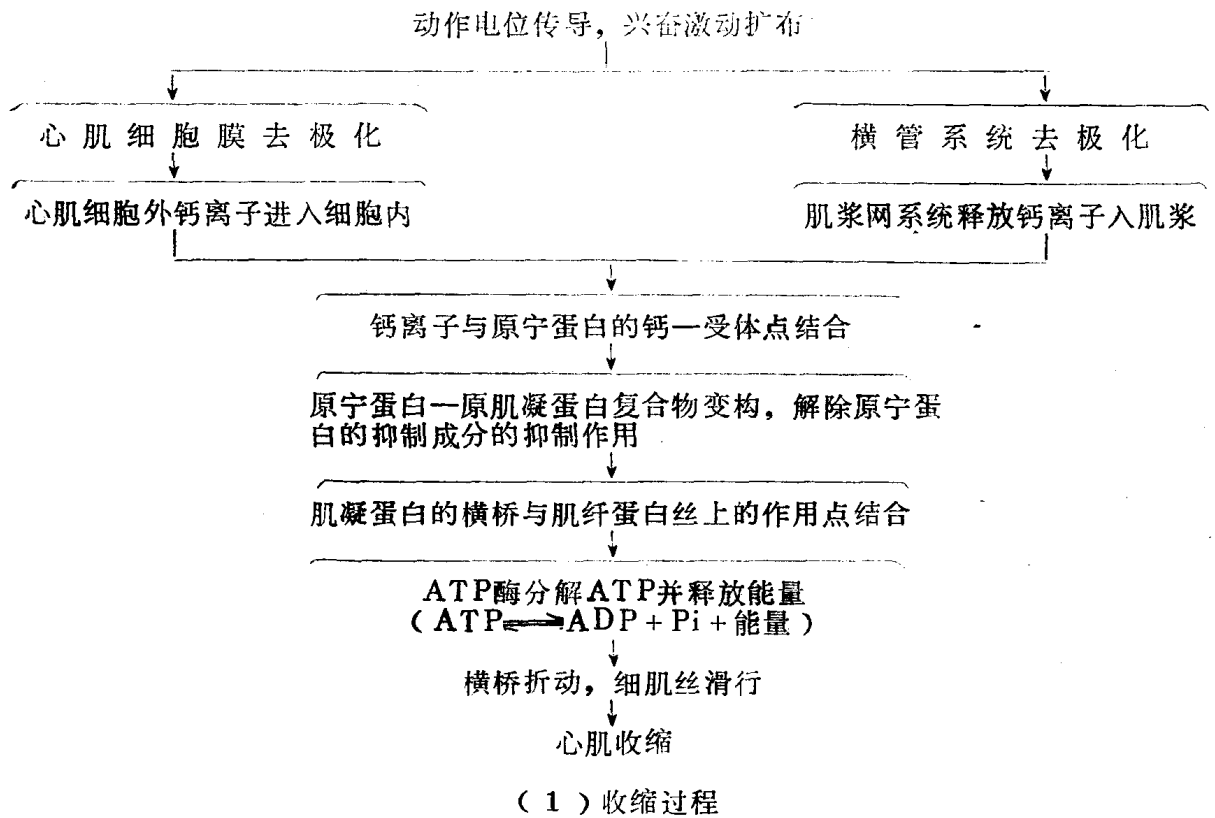 动作电位传导，兴奋激动扩布
心肌细胞膜去极化
横管系统去极化
心肌细胞外钙离子进入细胞内
肌浆网系统释放钙离子入肌浆
钙离子与原宁蛋白的钙—受体点结合
原宁蛋白—原肌凝蛋白复合物变构，解除原宁蛋
白的抑制成分的抑制作用
肌凝蛋白的横桥与肌纤蛋白丝上的作用点结合
ATP酶分解ATP并释放能量
（ATP⇌ADP+Pi+能量）
横桥折动，细肌丝滑行
心肌收缩
（1）收缩过程